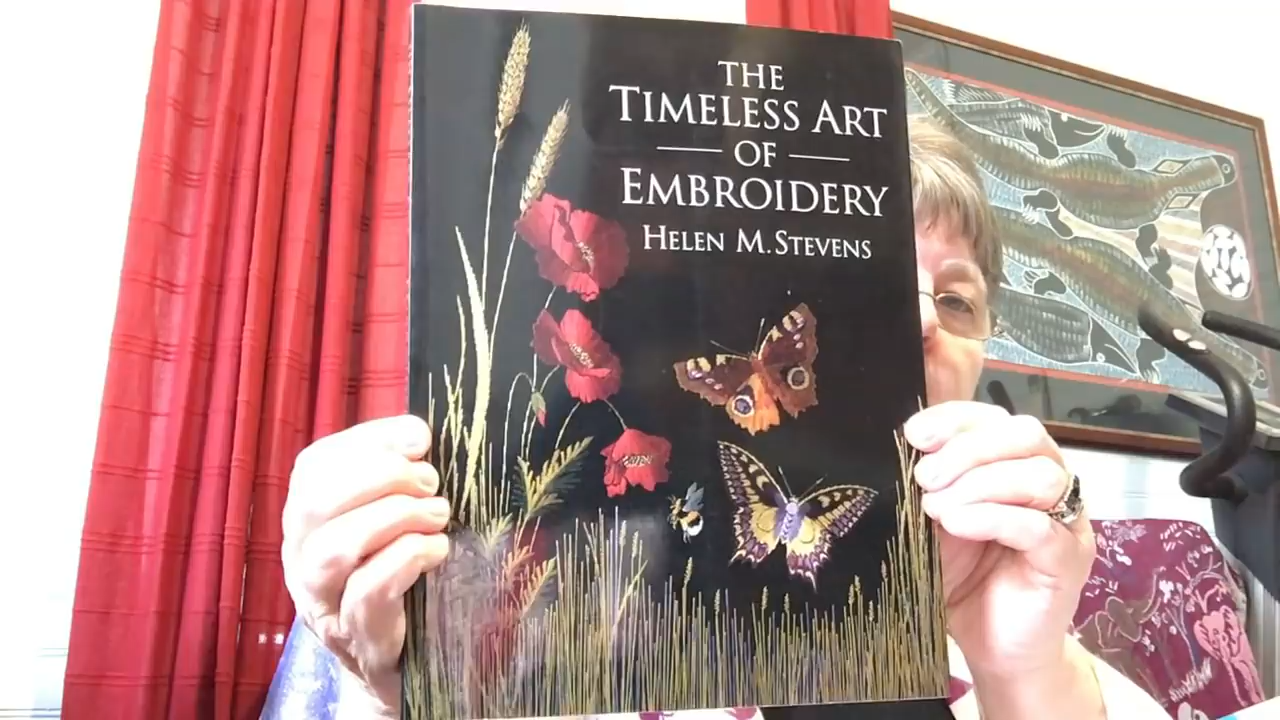 THE
TIMELESS ART
OF
EMBROIDERY
HELEN M. STEVENS